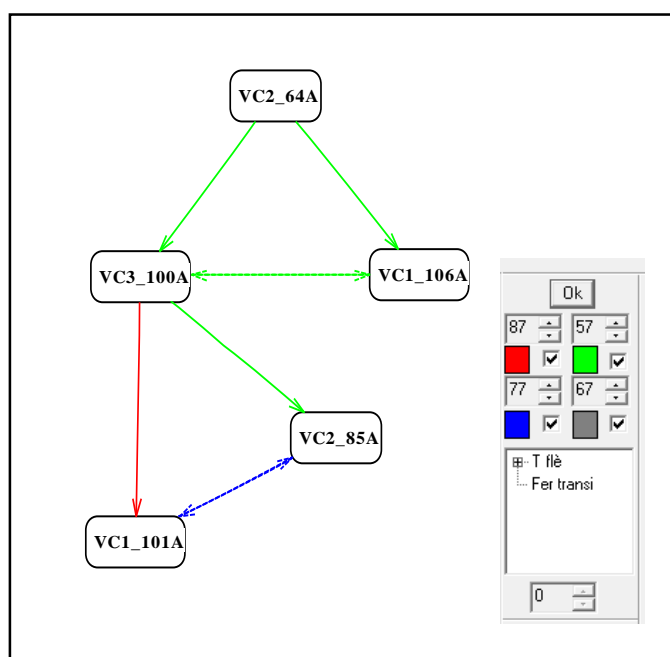 VC2_64A
VC3_100A
VC1_106A
VC2_85A
VC1_101A
Ok
87 57
77 67
T flè
Fer transi
0